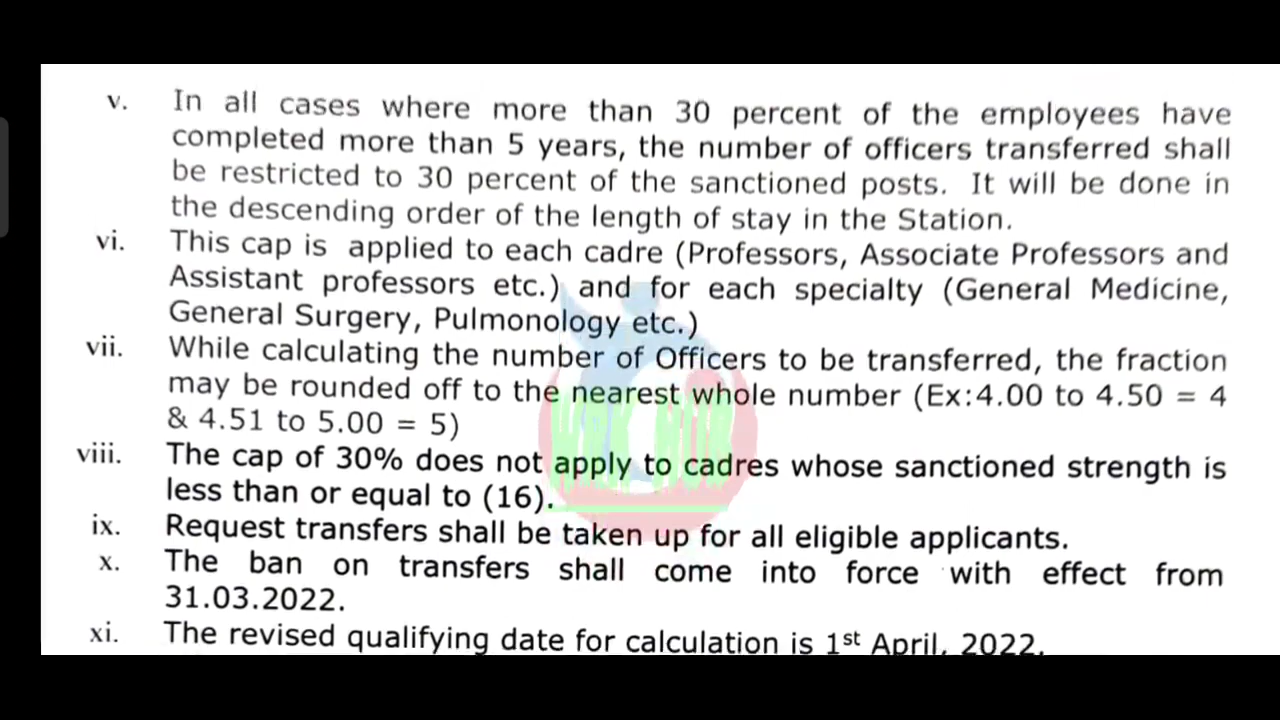 v. In all cases where more than 30 percent of the employees have
completed more than 5 years, the number of officers transferred shall
be restricted to 30 percent of the sanctioned posts. It will be done in
the descending order of the length of stay in the Station.
vi. This cap is applied to each cadre (Professors, Associate Professors and
Assistant professors etc.) and for each specialty (General Medicine,
General Surgery, Pulmonology etc.)
vii. While calculating the number of Officers to be transferred, the fraction
may be rounded off to the nearest whole number (Ex:4.00 to 4.50 = 4
& 4.51 to 5.00 = 5)
viii. The cap of 30% does not apply to cadres whose sanctioned strength is
less than or equal to (16).
ix. Request transfers shall be taken up for all eligible applicants.
x. The ban on transfers shall come into force with effect from
31.03.2022.
xi. The revised qualifying date for calculation is 1st April, 2022.